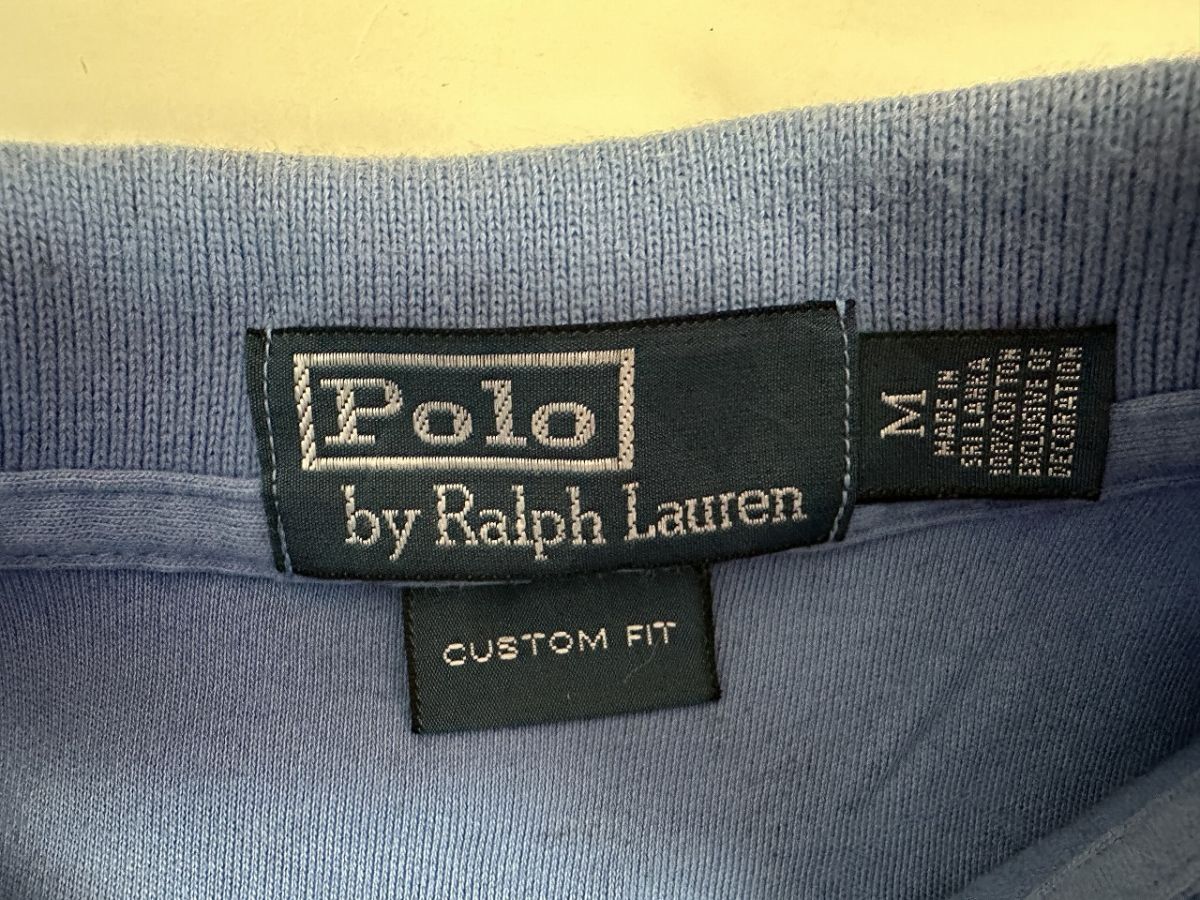 Polo
by Ralph Lauren
CUSTOM FIT
M
MADE IN
SRI LANKA
100% COTTON
EXCLUSIVE OF
DECORATION